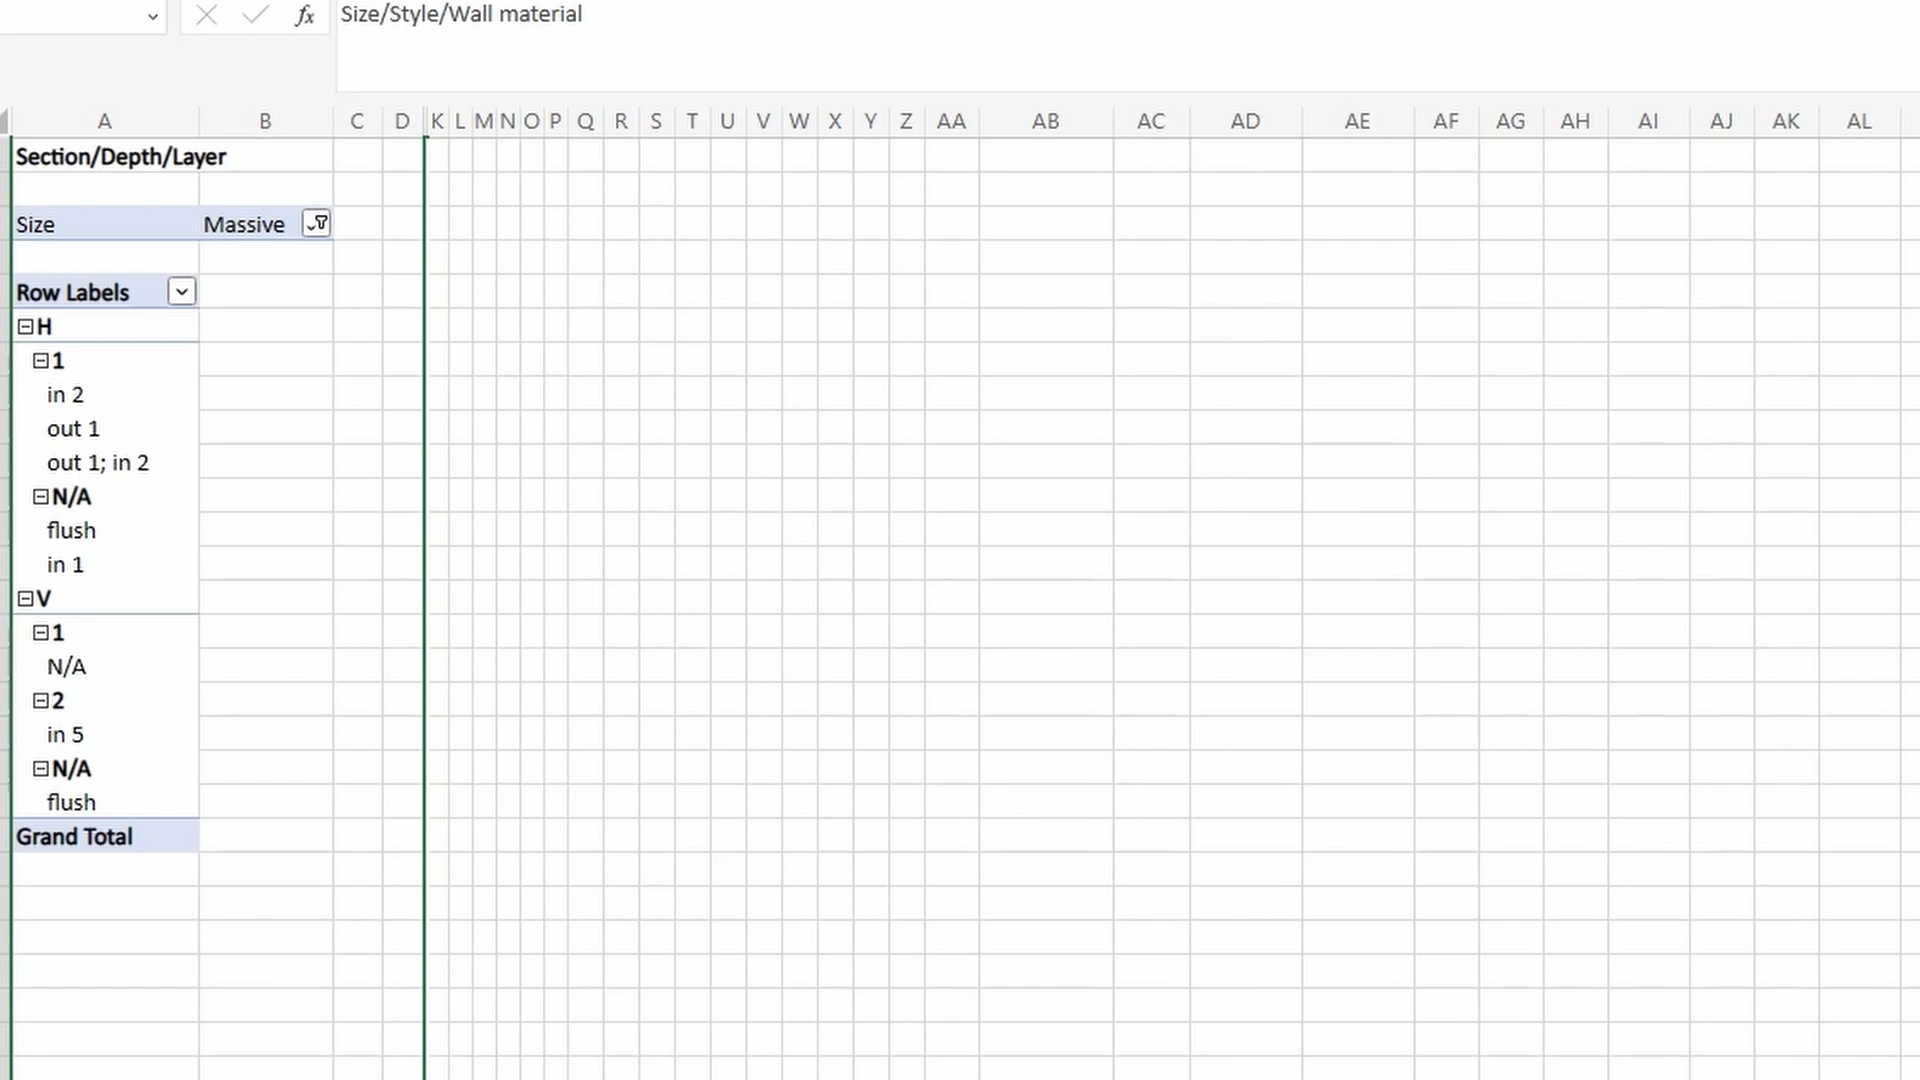 fx Size/Style/Wall material
A B C D K L M N O P Q R S T U V W X Y Z AA AB AC AD AE AF AG AH AI AJ AK AL
Section/Depth/Layer
Size Massive
Row Labels
H
1
in 2
out 1
out 1; in 2
N/A
flush
in 1
V
1
N/A
2
in 5
N/A
flush
Grand Total